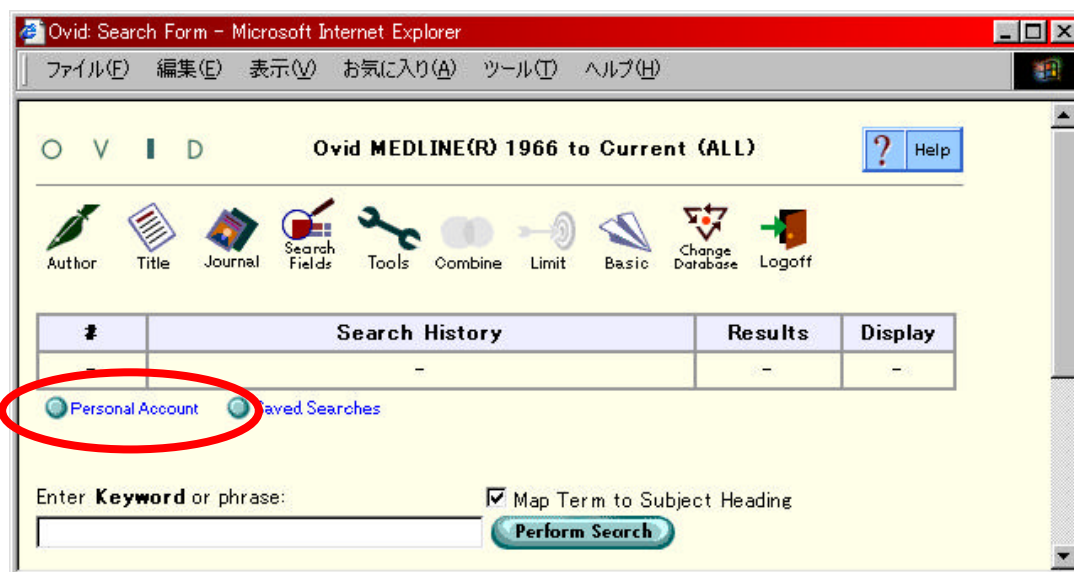 Ovid: Search Form - Microsoft Internet Explorer
ファイル(F) 編集(E) 表示(V) お気に入り(A) ツール(T) ヘルプ(H)
O V I D
Ovid MEDLINE(R) 1966 to Current (ALL)
? Help
Author Title Journal Search Fields Tools Combine Limit Basic Change Database Logoff
# Search History Results Display
- - - -
Personal Account Saved Searches
Enter Keyword or phrase:
Map Term to Subject Heading
Perform Search